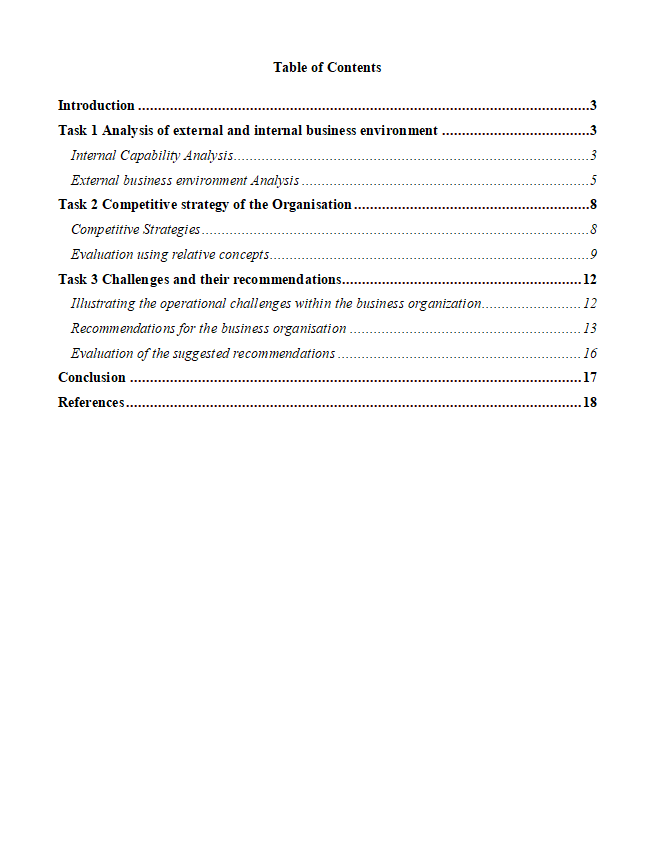 Table of Contents
Introduction ....................................................................................................................3
Task 1 Analysis of external and internal business environment .....................................3
Internal Capability Analysis...........................................................................................3
External business environment Analysis .........................................................................5
Task 2 Competitive strategy of the Organisation ............................................................8
Competitive Strategies ...................................................................................................8
Evaluation using relative concepts..................................................................................9
Task 3 Challenges and their recommendations.............................................................12
Illustrating the operational challenges within the business organization.........................12
Recommendations for the business organisation ...........................................................13
Evaluation of the suggested recommendations ..............................................................16
Conclusion ...................................................................................................................17
References ....................................................................................................................18